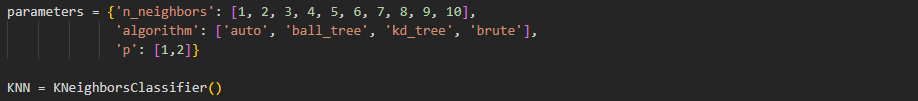 parameters = {'n_neighbors': [1, 2, 3, 4, 5, 6, 7, 8, 9, 10],
'algorithm': ['auto', 'ball_tree', 'kd_tree', 'brute'],
'p': [1,2]}
KNN = KNeighborsClassifier()